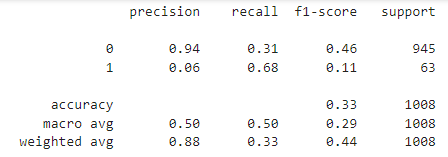 precision recall f1-score support
0 0.94 0.31 0.46 945
1 0.06 0.68 0.11 63
accuracy 0.33 1008
macro avg 0.50 0.50 0.29 1008
weighted avg 0.88 0.33 0.44 1008